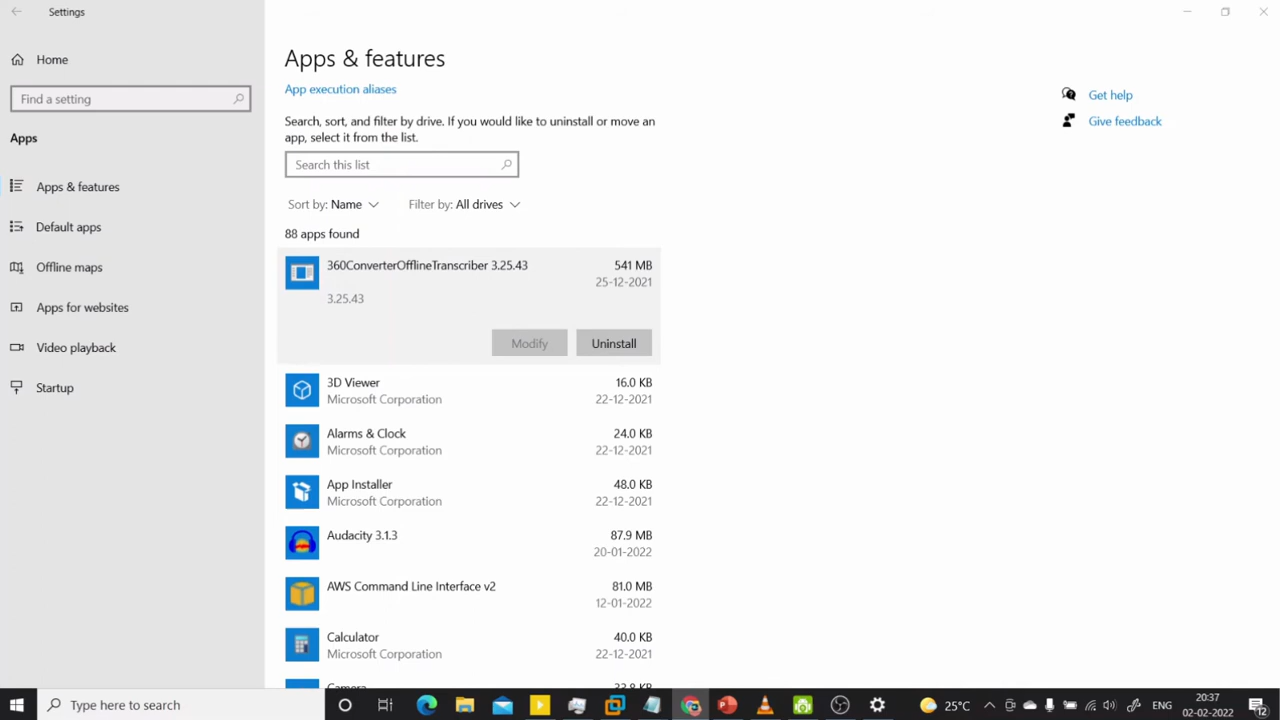 Settings
Home
Find a setting
Apps
Apps & features
Default apps
Offline maps
Apps for websites
Video playback
Startup
Apps & features
App execution aliases
Search, sort, and filter by drive. If you would like to uninstall or move an
app, select it from the list.
Search this list
Sort by: Name
Filter by: All drives
88 apps found
360ConverterOfflineTranscriber 3.25.43
541 MB
25-12-2021
3.25.43
Modify
Uninstall
3D Viewer
16.0 KB
Microsoft Corporation
22-12-2021
Alarms & Clock
24.0 KB
Microsoft Corporation
22-12-2021
App Installer
48.0 KB
Microsoft Corporation
22-12-2021
Audacity 3.1.3
87.9 MB
20-01-2022
AWS Command Line Interface v2
81.0 MB
12-01-2022
Calculator
40.0 KB
Microsoft Corporation
22-12-2021
Camera
33.8 KB
Get help
Give feedback
Type here to search
25°C
ENG
20:37
02-02-2022
12